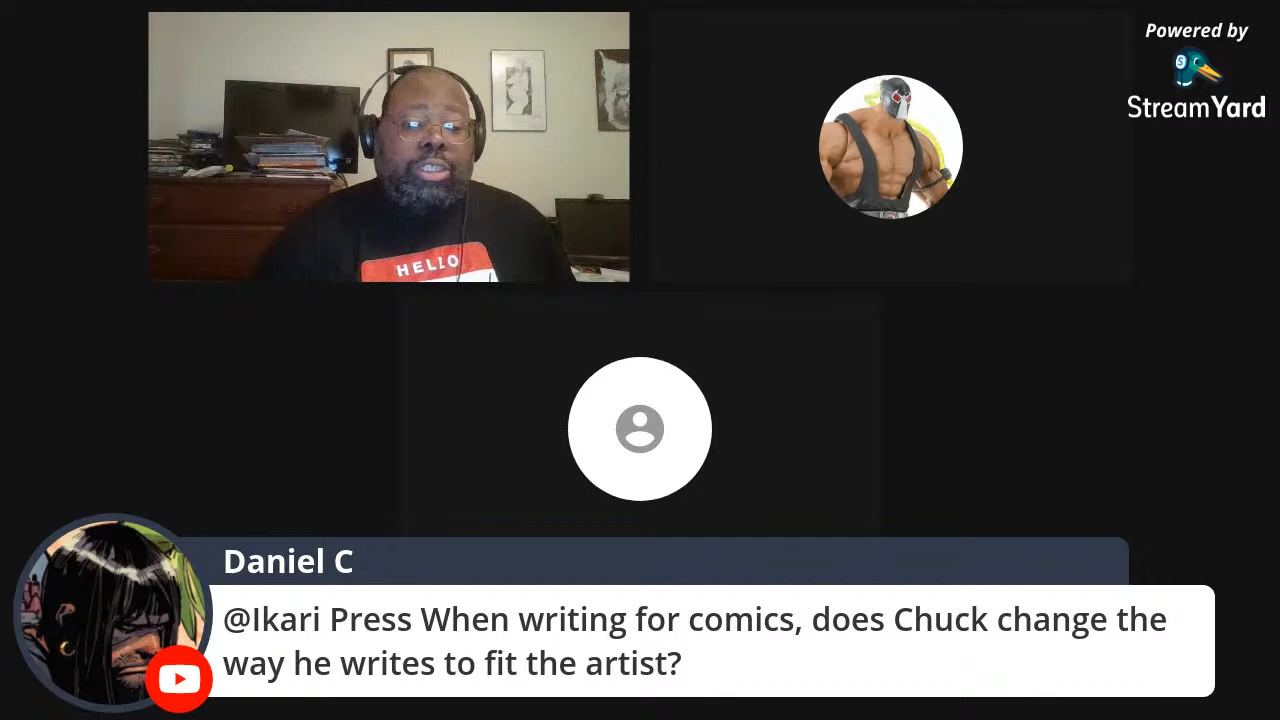 Powered by
StreamYard
HELLO
Daniel C
@Ikari Press When writing for comics, does Chuck change the
way he writes to fit the artist?